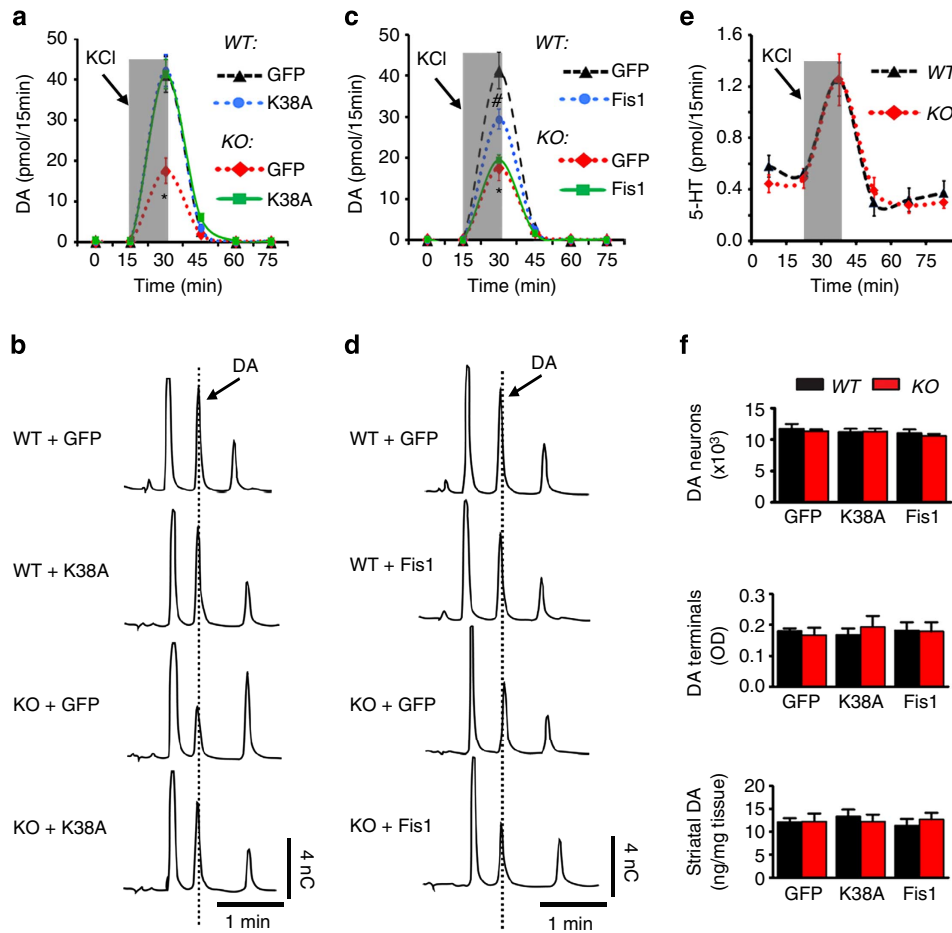 a
DA (pmol/15min)
50
40
30
20
10
0
KCl
WT:
GFP
K38A
KO:
GFP
K38A
*
0 15 30 45 60 75
Time (min)
c
DA (pmol/15min)
50
40
30
20
10
0
KCl
WT:
GFP
Fis1
KO:
GFP
Fis1
#
*
0 15 30 45 60 75
Time (min)
e
5-HT (pmol/15min)
1.6
1.2
0.8
0.4
0.0
KCl
WT
KO
0 15 30 45 60 75
Time (min)
b
DA
WT + GFP
WT + K38A
KO + GFP
KO + K38A
4 nC
1 min
d
DA
WT + GFP
WT + Fis1
KO + GFP
KO + Fis1
4 nC
1 min
f
WT KO
DA neurons
(x10³)
15
10
5
0
GFP K38A Fis1
DA terminals
(OD)
0.3
0.2
0.1
0.0
GFP K38A Fis1
Striatal DA
(ng/mg tissue)
20
15
10
5
0
GFP K38A Fis1